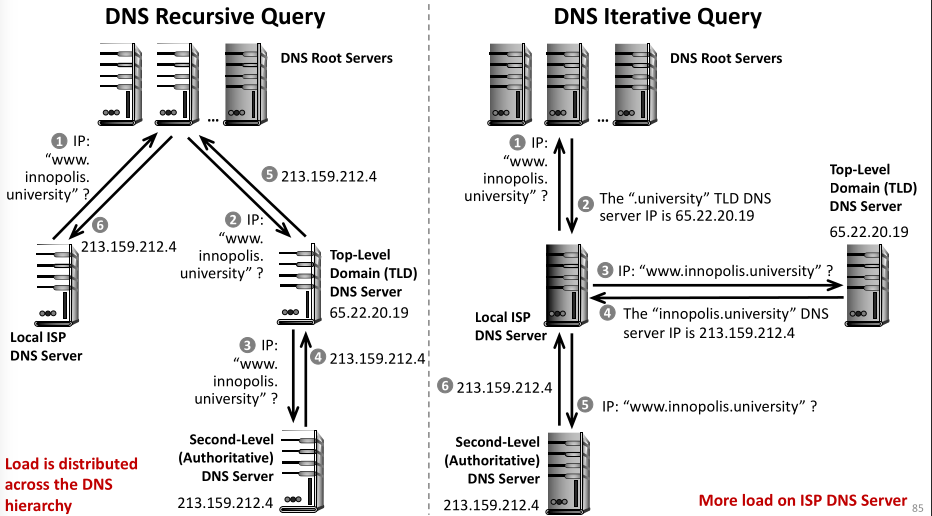 DNS Recursive Query
DNS Root Servers
...
1 IP:
“www.
innopolis.
university” ?
5 213.159.212.4
6
213.159.212.4
2 IP:
“www.
innopolis.
university” ?
Local ISP
DNS Server
Top-Level
Domain (TLD)
DNS Server
65.22.20.19
3 IP:
“www.
innopolis.
university” ?
4 213.159.212.4
Second-Level
(Authoritative)
DNS Server
213.159.212.4
Load is distributed
across the DNS
hierarchy
DNS Iterative Query
DNS Root Servers
...
1 IP:
“www.
innopolis.
university” ?
2 The “.university” TLD DNS
server IP is 65.22.20.19
Top-Level
Domain (TLD)
DNS Server
65.22.20.19
3 IP: “www.innopolis.university” ?
4 The “innopolis.university” DNS
server IP is 213.159.212.4
Local ISP
DNS Server
6 213.159.212.4
5 IP: “www.innopolis.university” ?
Second-Level
(Authoritative)
DNS Server
213.159.212.4
More load on ISP DNS Server
85